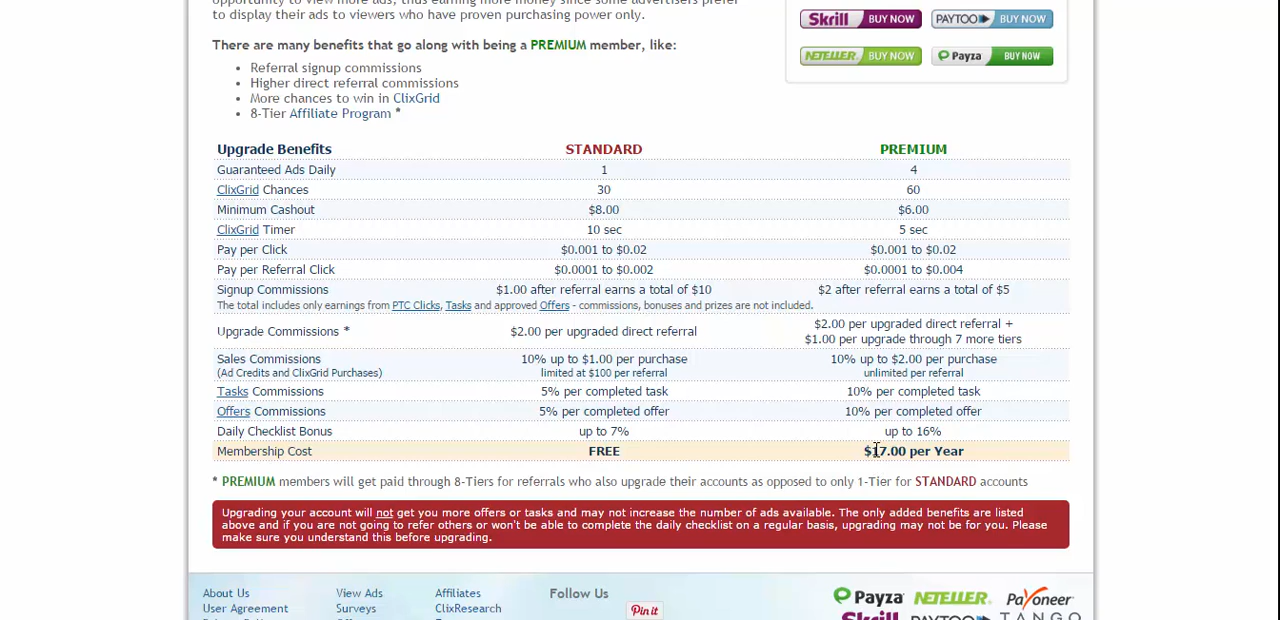 opportunity to view more ads, thus earning more money since some advertisers prefer
to display their ads to viewers who have proven purchasing power only.
Skrill BUY NOW PAYTOO BUY NOW
NETELLER BUY NOW Payza BUY NOW
There are many benefits that go along with being a PREMIUM member, like:
• Referral signup commissions
• Higher direct referral commissions
• More chances to win in ClixGrid
• 8-Tier Affiliate Program *
Upgrade Benefits STANDARD PREMIUM
Guaranteed Ads Daily 1 4
ClixGrid Chances 30 60
Minimum Cashout $8.00 $6.00
ClixGrid Timer 10 sec 5 sec
Pay per Click $0.001 to $0.02 $0.001 to $0.02
Pay per Referral Click $0.0001 to $0.002 $0.0001 to $0.004
Signup Commissions $1.00 after referral earns a total of $10 $2 after referral earns a total of $5
The total includes only earnings from PTC Clicks, Tasks and approved Offers - commissions, bonuses and prizes are not included.
Upgrade Commissions * $2.00 per upgraded direct referral $2.00 per upgraded direct referral +
$1.00 per upgrade through 7 more tiers
Sales Commissions 10% up to $1.00 per purchase 10% up to $2.00 per purchase
(Ad Credits and ClixGrid Purchases) limited at $100 per referral unlimited per referral
Tasks Commissions 5% per completed task 10% per completed task
Offers Commissions 5% per completed offer 10% per completed offer
Daily Checklist Bonus up to 7% up to 16%
Membership Cost FREE $17.00 per Year
* PREMIUM members will get paid through 8-Tiers for referrals who also upgrade their accounts as opposed to only 1-Tier for STANDARD accounts
Upgrading your account will not get you more offers or tasks and may not increase the number of ads available. The only added benefits are listed
above and if you are not going to refer others or won't be able to complete the daily checklist on a regular basis, upgrading may not be for you. Please
make sure you understand this before upgrading.
About Us View Ads Affiliates Follow Us Payza NETELLER Payoneer
User Agreement Surveys ClixResearch Pin it
Skrill PAYTOO TANGO